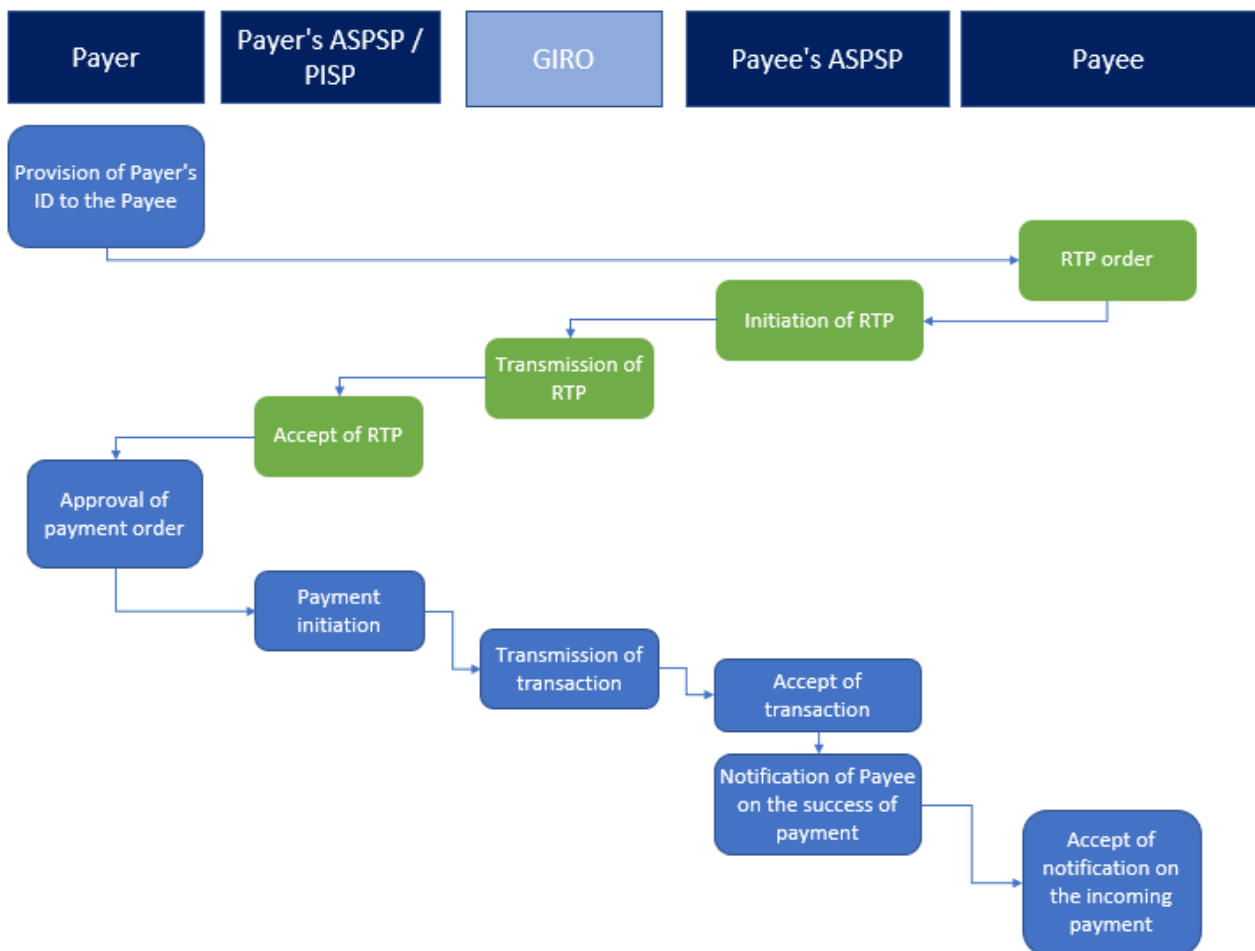 Payer
Payer's ASPSP /
PISP
GIRO
Payee's ASPSP
Payee
Provision of Payer's
ID to the Payee
RTP order
Initiation of RTP
Transmission of
RTP
Accept of RTP
Approval of
payment order
Payment
initiation
Transmission of
transaction
Accept of
transaction
Notification of Payee
on the success of
payment
Accept of
notification on
the incoming
payment